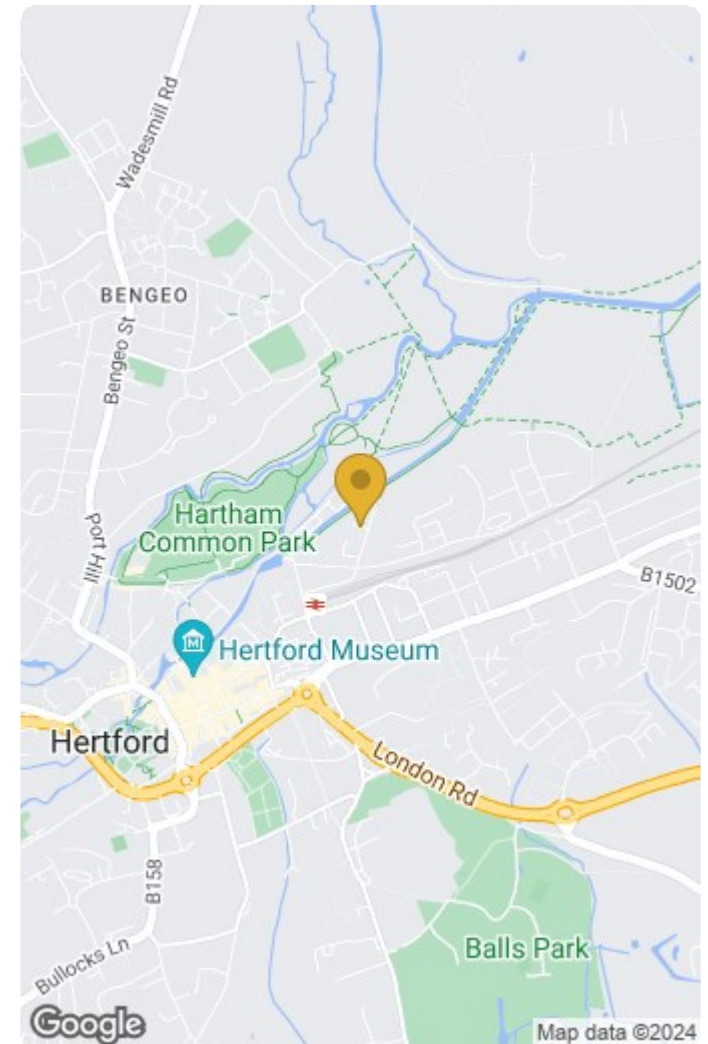 Wadesmill Rd
BENGEO
Bengeo St
Port Hill
Hartham
Common Park
B1502
M
Hertford Museum
Hertford
London Rd
B158
Bullocks Ln
Balls Park
Google
Map data ©2024